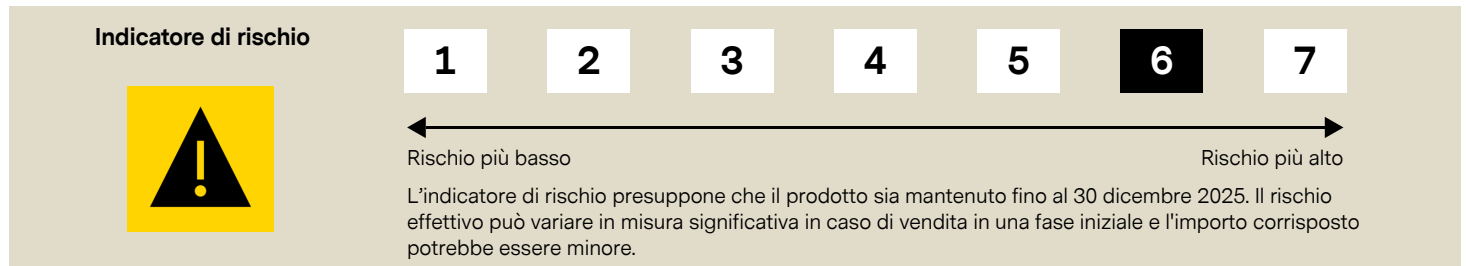 Indicatore di rischio
1 2 3 4 5 6 7
Rischio più basso Rischio più alto
L'indicatore di rischio presuppone che il prodotto sia mantenuto fino al 30 dicembre 2025. Il rischio
effettivo può variare in misura significativa in caso di vendita in una fase iniziale e l'importo corrisposto
potrebbe essere minore.